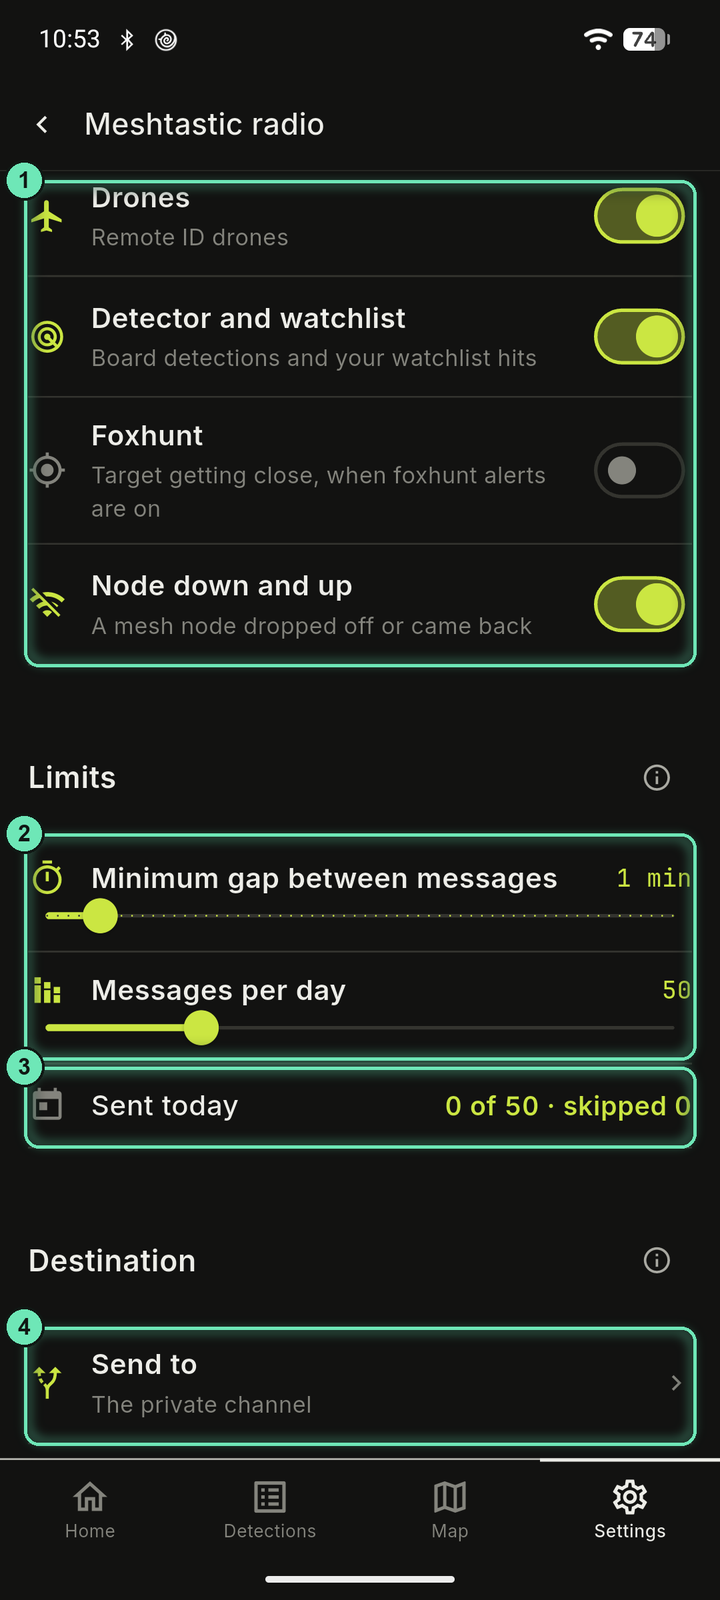 10:53
74
Meshtastic radio
1
Drones
Remote ID drones
Detector and watchlist
Board detections and your watchlist hits
Foxhunt
Target getting close, when foxhunt alerts
are on
Node down and up
A mesh node dropped off or came back
Limits
2
Minimum gap between messages 1 min
Messages per day 50
3
Sent today 0 of 50 · skipped 0
Destination
4
Send to
The private channel
Home Detections Map Settings